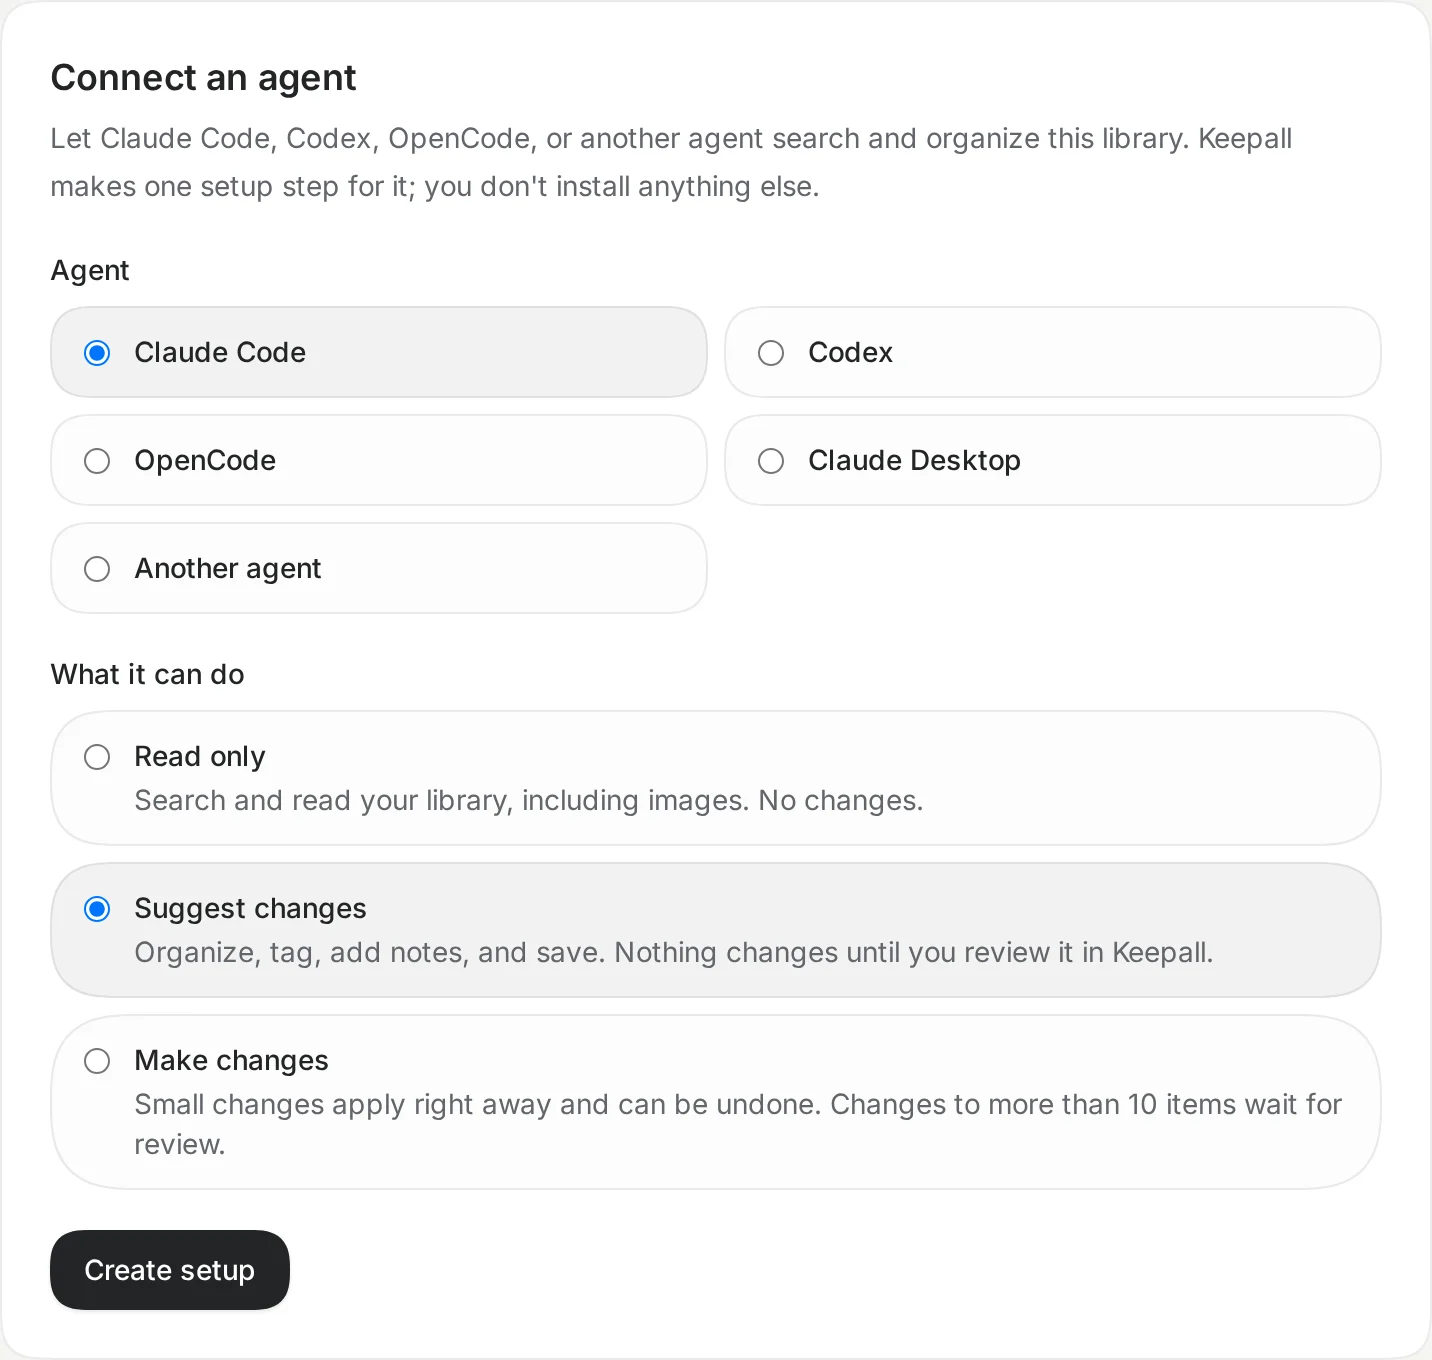 Connect an agent
Let Claude Code, Codex, OpenCode, or another agent search and organize this library. Keepall
makes one setup step for it; you don't install anything else.
Agent
Claude Code
Codex
OpenCode
Claude Desktop
Another agent
What it can do
Read only
Search and read your library, including images. No changes.
Suggest changes
Organize, tag, add notes, and save. Nothing changes until you review it in Keepall.
Make changes
Small changes apply right away and can be undone. Changes to more than 10 items wait for
review.
Create setup